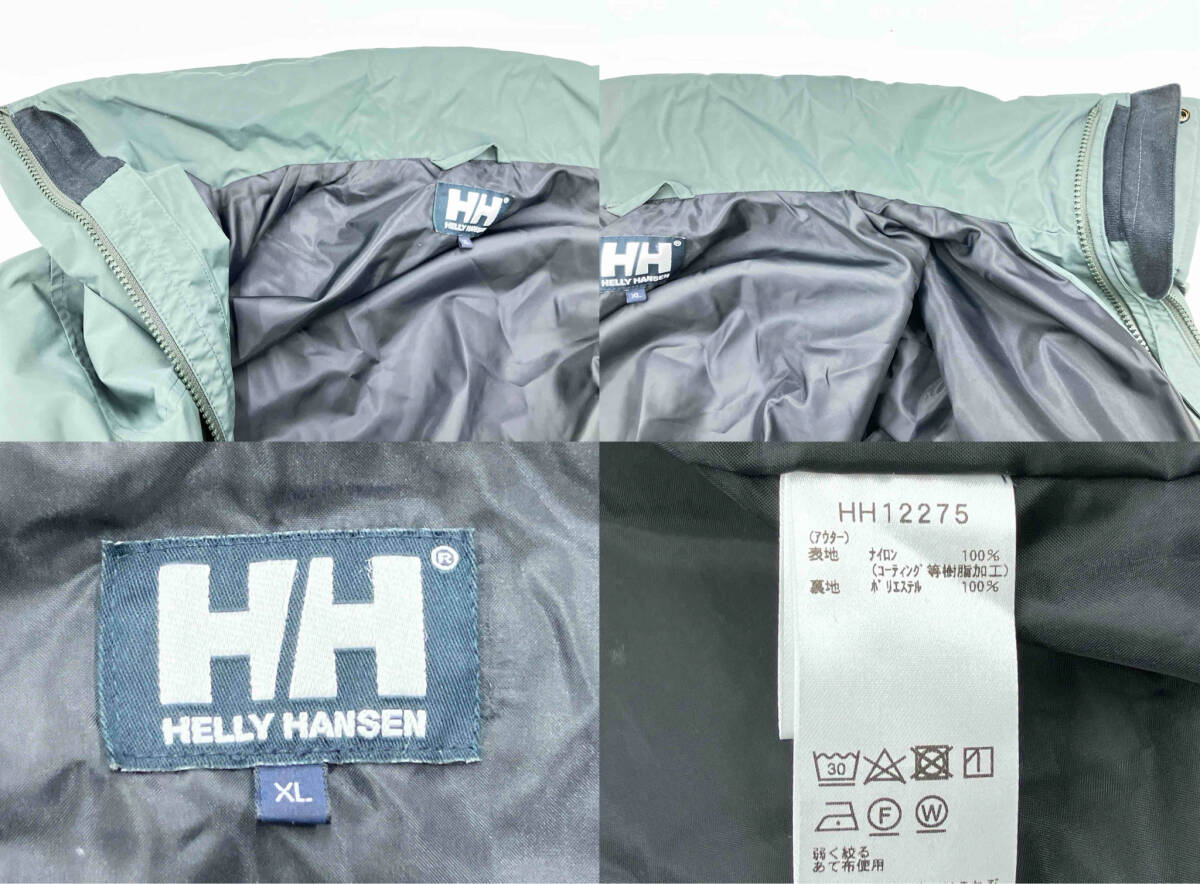 HH
HELLY HANSEN
HH®
HELLY HANSEN
XL
HH®
HELLY HANSEN
XL
HH12275
(アウター)
表地 ナイロン 100%
(コーティング等樹脂加工)
裏地 ポリエステル 100%
30
1
F W
弱く絞る
あて布使用